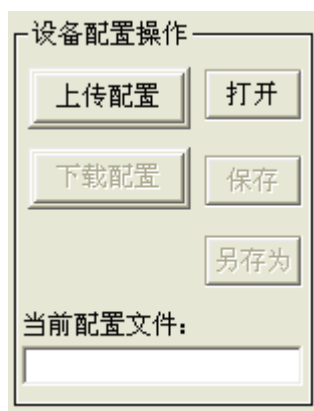 设备配置操作
上传配置 打开
下载配置 保存
另存为
当前配置文件：